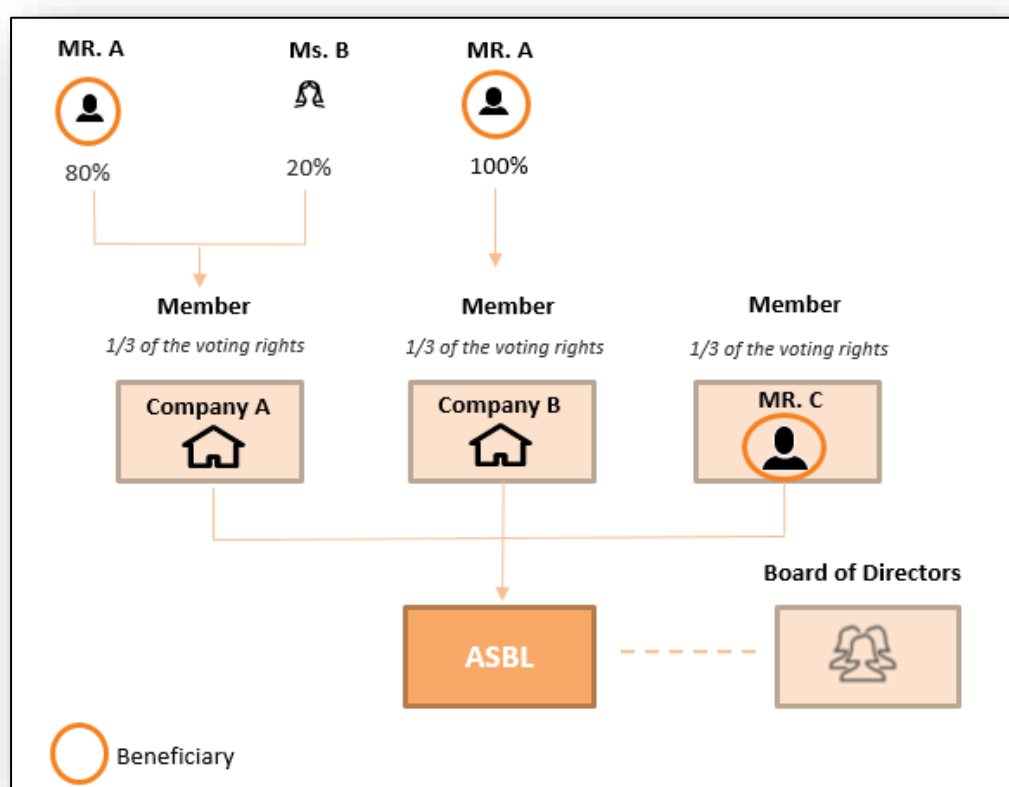 MR. A
Ms. B
MR. A
80%
20%
100%
Member
1/3 of the voting rights
Member
1/3 of the voting rights
Member
1/3 of the voting rights
Company A
Company B
MR. C
Board of Directors
ASBL
Beneficiary